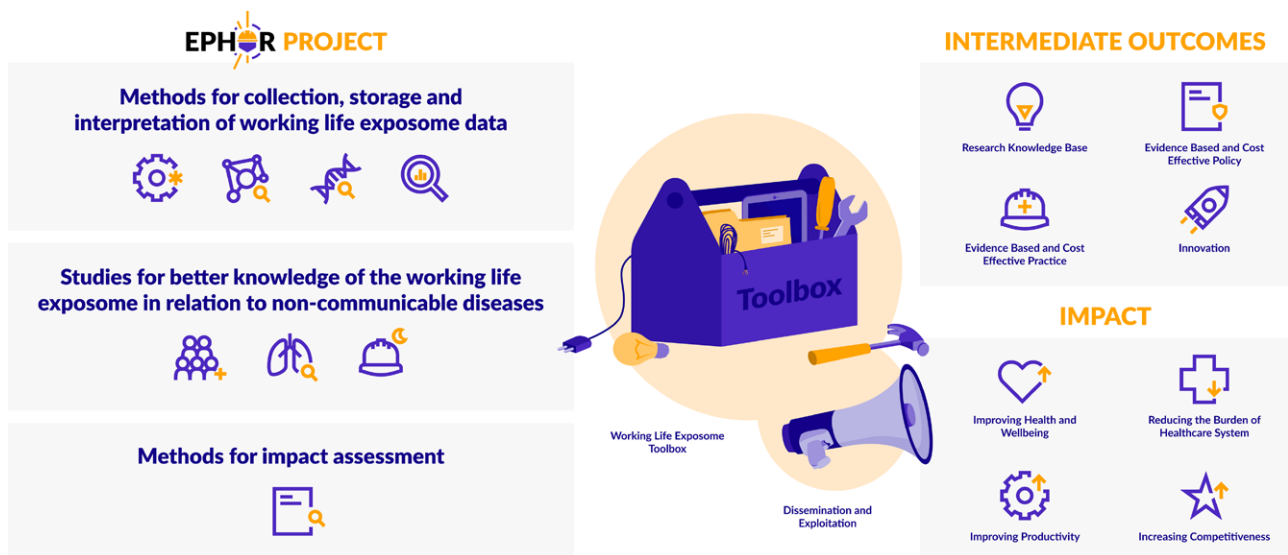 EPHOR PROJECT
Methods for collection, storage and
interpretation of working life exposome data
Studies for better knowledge of the working life
exposome in relation to non-communicable diseases
Methods for impact assessment
Toolbox
Working Life Exposome
Toolbox
Dissemination and
Exploitation
INTERMEDIATE OUTCOMES
Research Knowledge Base
Evidence Based and Cost
Effective Policy
Evidence Based and Cost
Effective Practice
Innovation
IMPACT
Improving Health and
Wellbeing
Reducing the Burden of
Healthcare System
Improving Productivity
Increasing Competitiveness